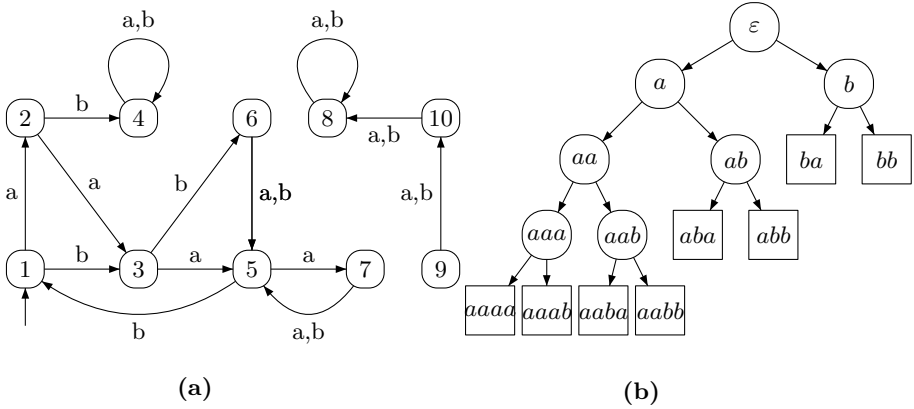 a,b a,b ε
a b
2 b 4 6 8 a,b 10
a a b a,b a,b
aa ab ba bb
aaa aab aba abb
1 b 3 a 5 a 7 9
b a,b
aaaa aaab aaba aabb
(a) (b)